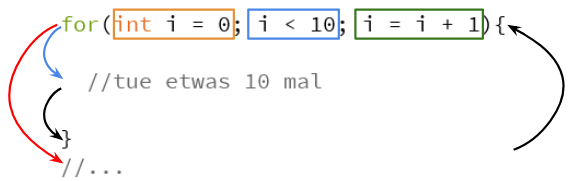 for(int i = 0; i < 10; i = i + 1){
//tue etwas 10 mal
}
//...